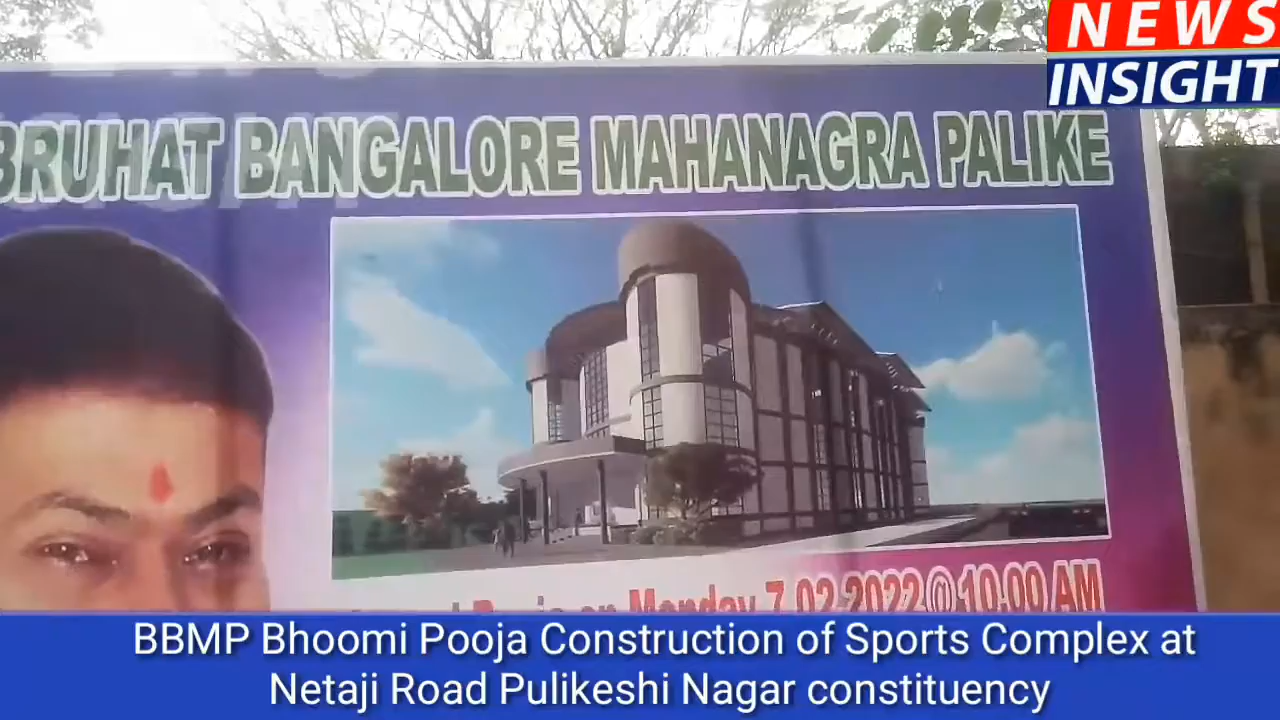 NEWS
INSIGHT
BRUHAT BANGALORE MAHANAGRA PALIKE
on Monday 7.02.2022@10.00 AM
BBMP Bhoomi Pooja Construction of Sports Complex at
Netaji Road Pulikeshi Nagar constituency